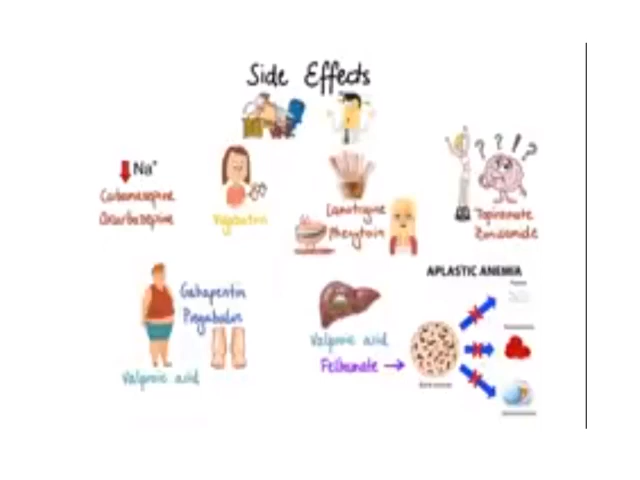 Side Effects
Na⁺
Carbamazepine
Oxcarbazepine
Vigabatrin
Lamotrigine
Phenytoin
? ? ! ?
Topiramate
Zonisamide
Gabapentin
Pregabalin
Valproic acid
Valproic acid
Felbamate →
APLASTIC ANEMIA